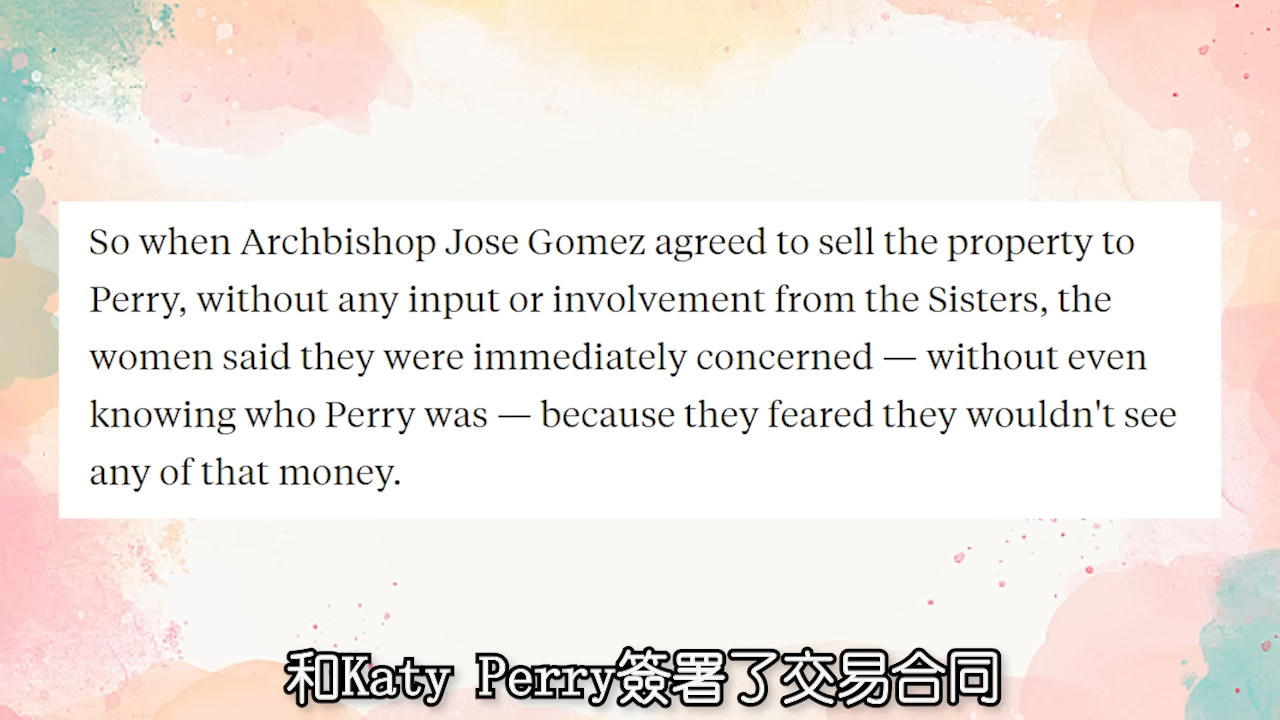 So when Archbishop Jose Gomez agreed to sell the property to
Perry, without any input or involvement from the Sisters, the
women said they were immediately concerned — without even
knowing who Perry was — because they feared they wouldn't see
any of that money.
和Katy Perry簽署了交易合同